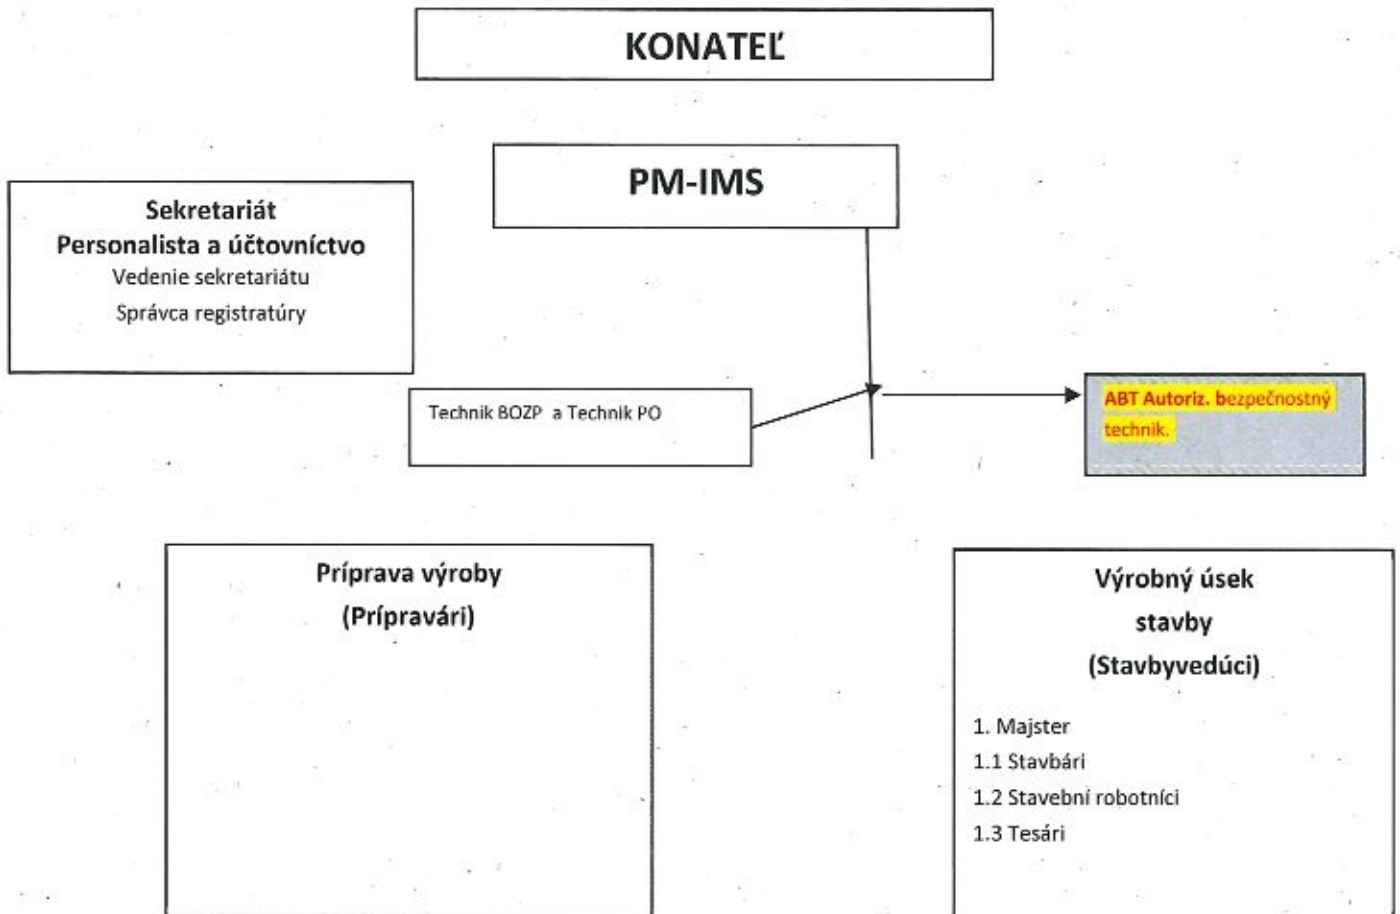 KONATEĽ
PM-IMS
Sekretariát
Personalista a účtovníctvo
Vedenie sekretariátu
Správca registratúry
Technik BOZP a Technik PO
ABT Autoriz. bezpečnostný
technik.
Príprava výroby
(Prípravári)
Výrobný úsek
stavby
(Stavbyvedúci)
1. Majster
1.1 Stavbári
1.2 Stavební robotníci
1.3 Tesári